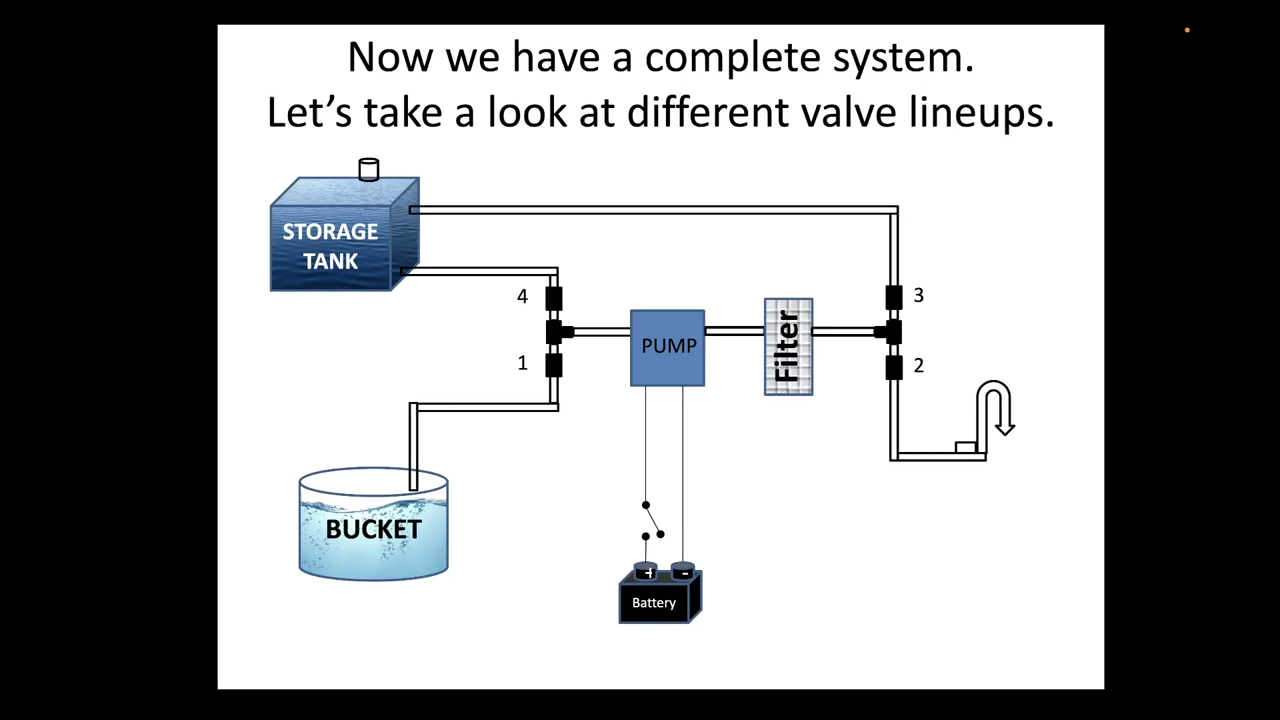 Now we have a complete system.
Let's take a look at different valve lineups.
STORAGE
TANK
4
3
PUMP
Filter
1
2
BUCKET
+
-
Battery